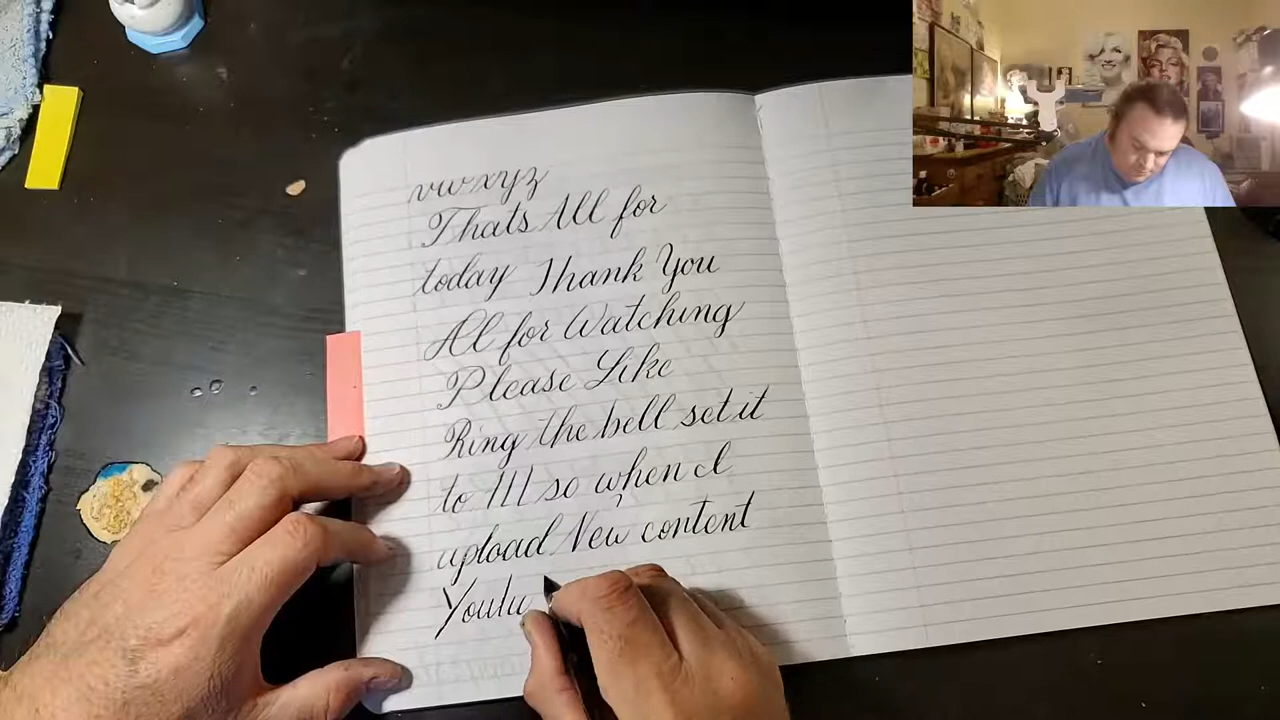 vwxyz
Thats All for
today Thank You
All for Watching
Please Like
Ring the bell set it
to All so when I
upload New content
Youtu